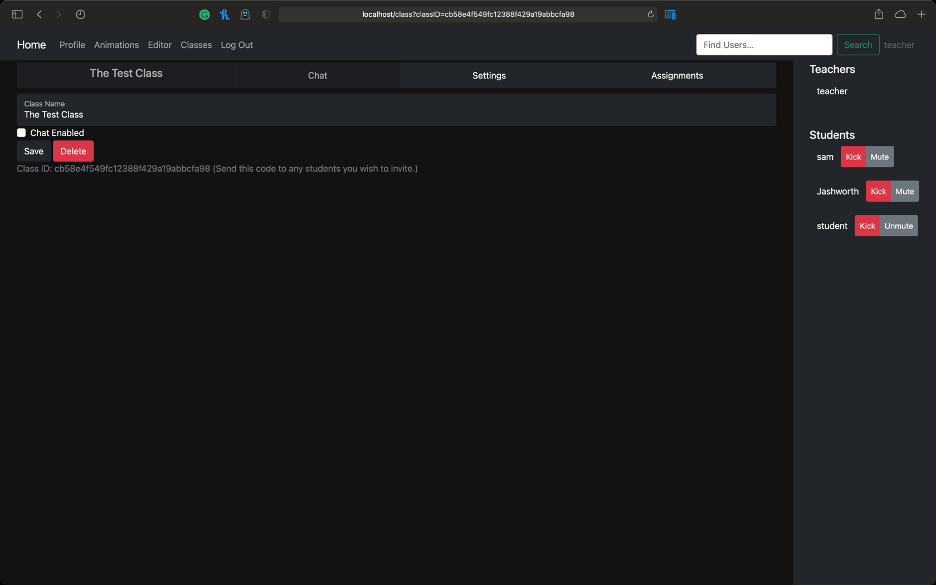 localhost/class?classID=cb58e4f549fc12388f429a19abbcfa98
Home Profile Animations Editor Classes Log Out Find Users... Search teacher
The Test Class Chat Settings Assignments
Class Name
The Test Class
Chat Enabled
Save Delete
Class ID: cb58e4f549fc12388f429a19abbcfa98 (Send this code to any students you wish to invite.)
Teachers
teacher
Students
sam Kick Mute
Jashworth Kick Mute
student Kick Unmute